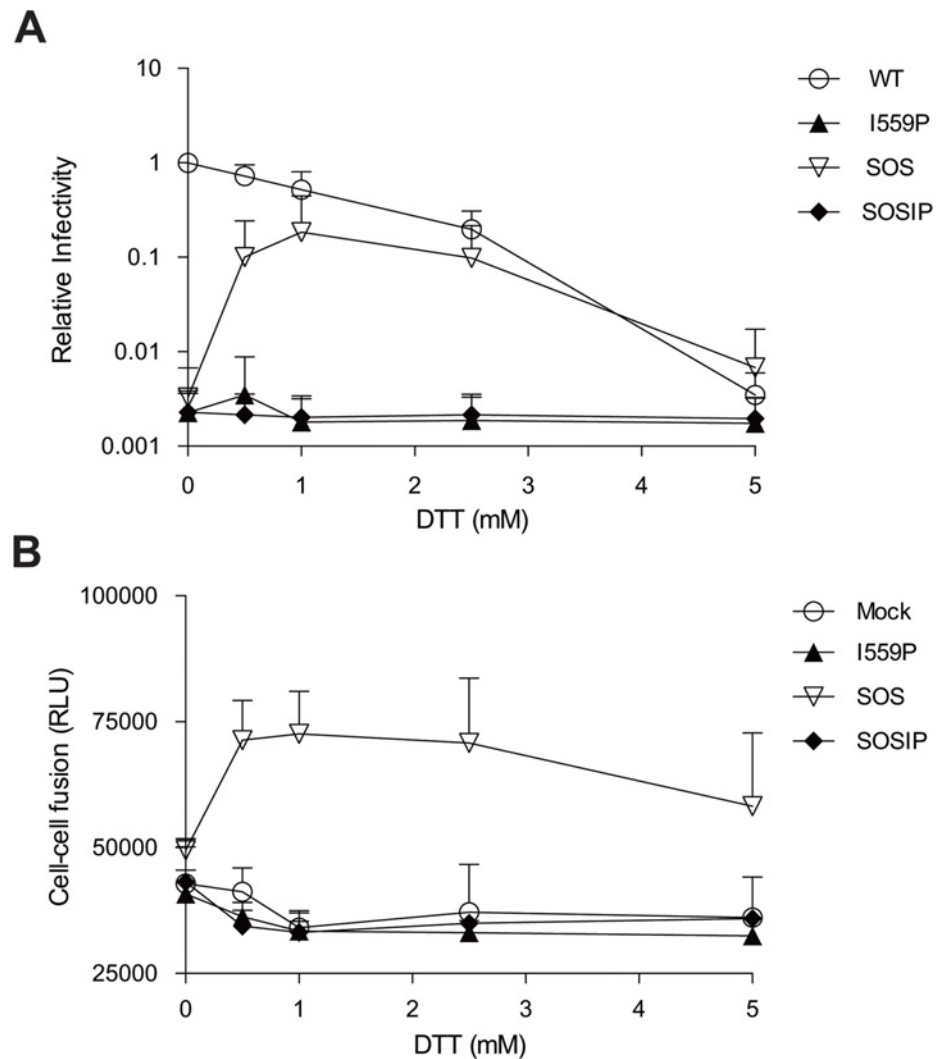 A
Relative Infectivity
10
1
0.1
0.01
0.001
0 1 2 3 4 5
DTT (mM)
WT
I559P
SOS
SOSIP
B
Cell-cell fusion (RLU)
100000
75000
50000
25000
0 1 2 3 4 5
DTT (mM)
Mock
I559P
SOS
SOSIP